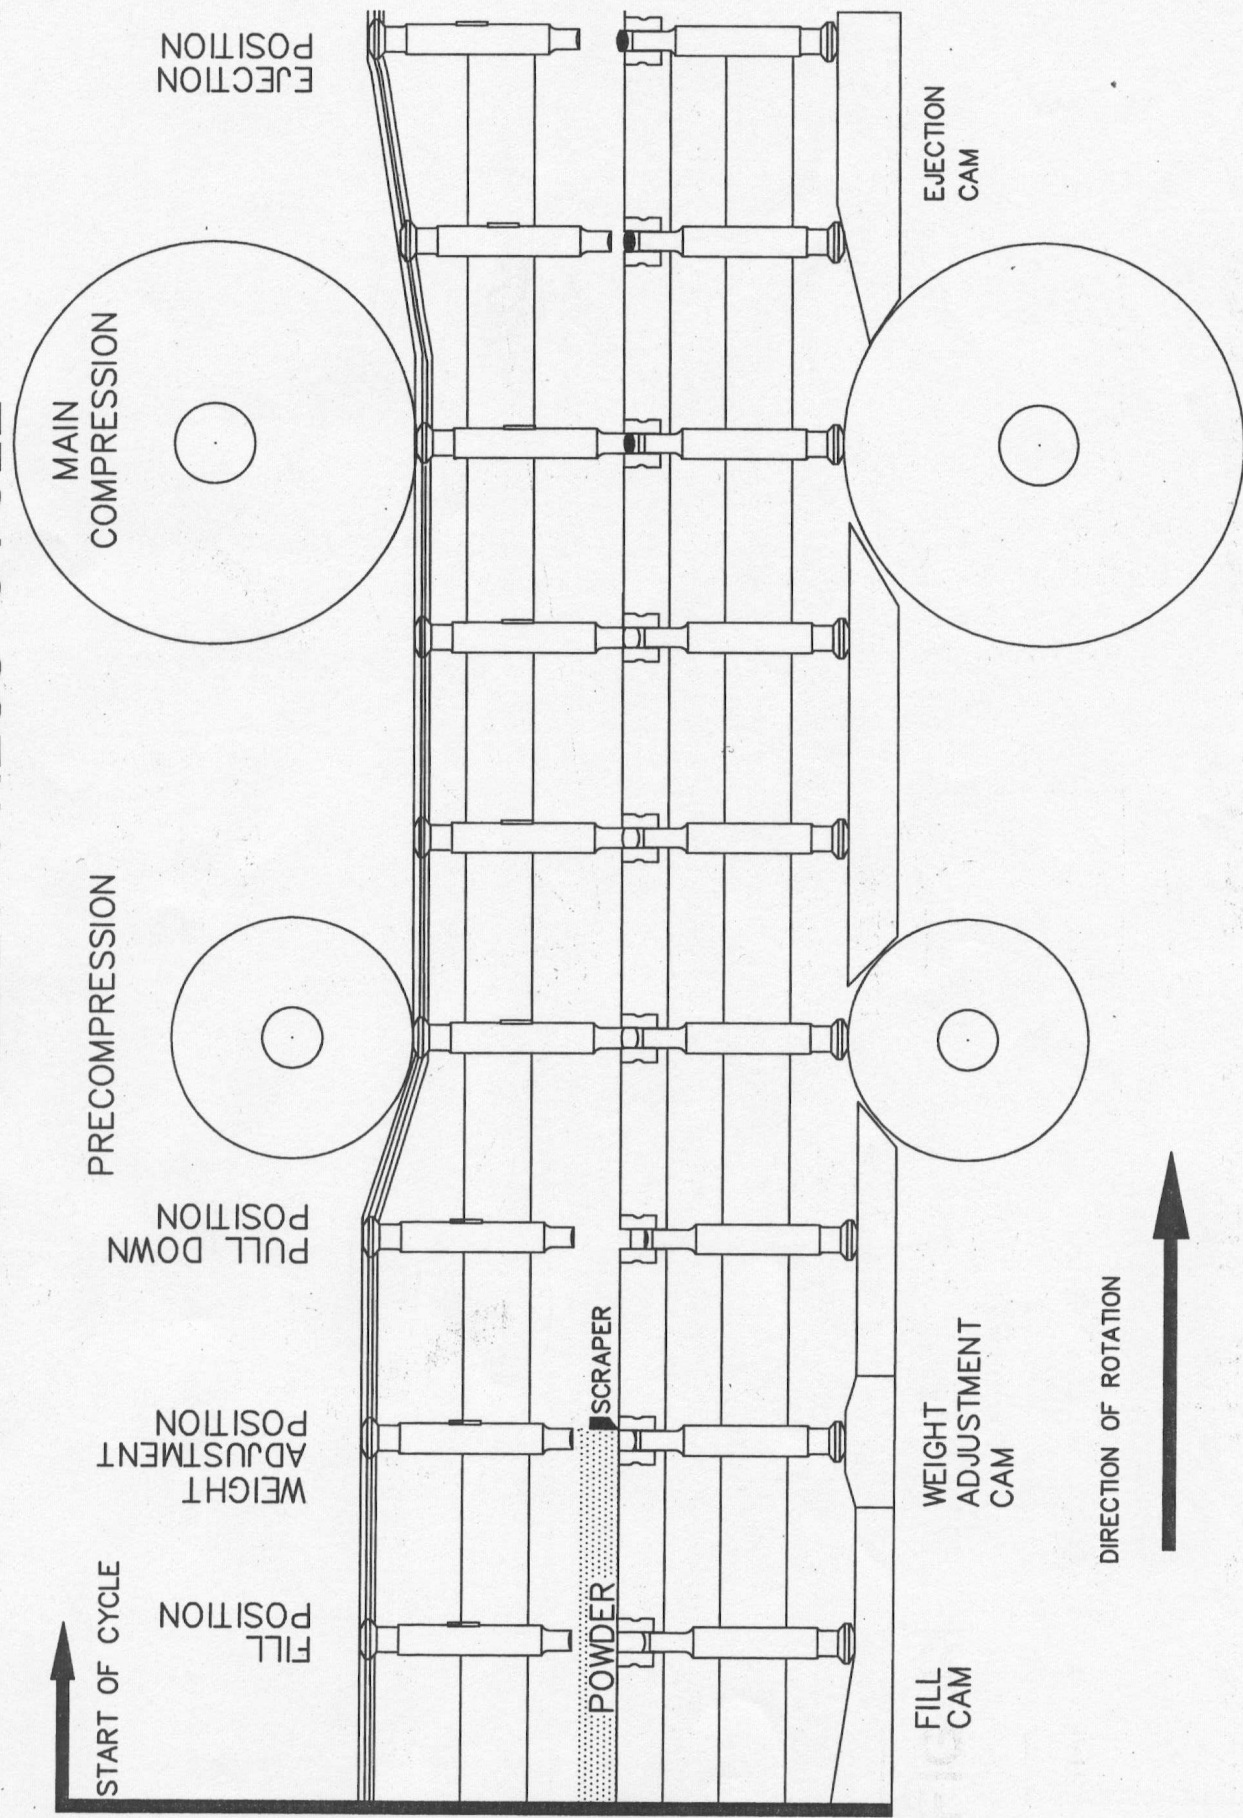 START OF CYCLE
FILL
POSITION
WEIGHT
ADJUSTMENT
POSITION
PULL DOWN
POSITION
PRECOMPRESSION
MAIN
COMPRESSION
EJECTION
POSITION
POWDER
SCRAPER
FILL
CAM
WEIGHT
ADJUSTMENT
CAM
EJECTION
CAM
DIRECTION OF ROTATION